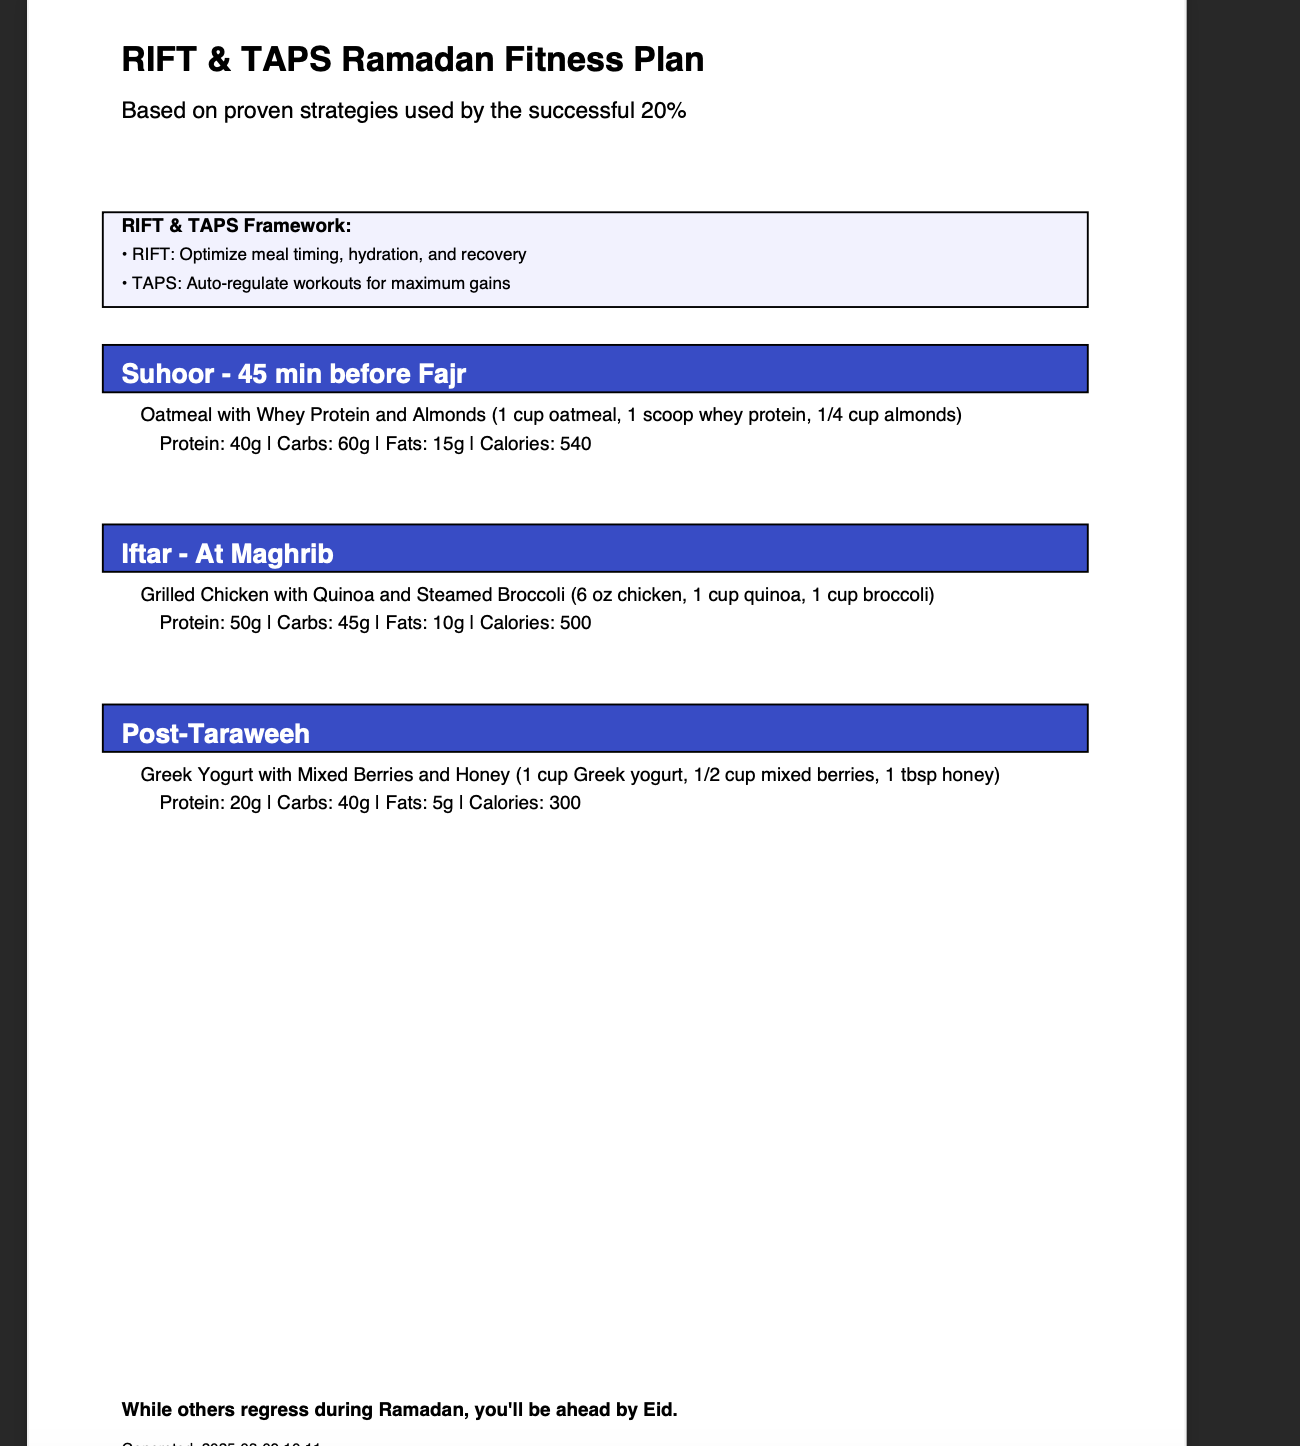 RIFT & TAPS Ramadan Fitness Plan
Based on proven strategies used by the successful 20%
RIFT & TAPS Framework:
• RIFT: Optimize meal timing, hydration, and recovery
• TAPS: Auto-regulate workouts for maximum gains
Suhoor - 45 min before Fajr
Oatmeal with Whey Protein and Almonds (1 cup oatmeal, 1 scoop whey protein, 1/4 cup almonds)
Protein: 40g | Carbs: 60g | Fats: 15g | Calories: 540
Iftar - At Maghrib
Grilled Chicken with Quinoa and Steamed Broccoli (6 oz chicken, 1 cup quinoa, 1 cup broccoli)
Protein: 50g | Carbs: 45g | Fats: 10g | Calories: 500
Post-Taraweeh
Greek Yogurt with Mixed Berries and Honey (1 cup Greek yogurt, 1/2 cup mixed berries, 1 tbsp honey)
Protein: 20g | Carbs: 40g | Fats: 5g | Calories: 300
While others regress during Ramadan, you'll be ahead by Eid.